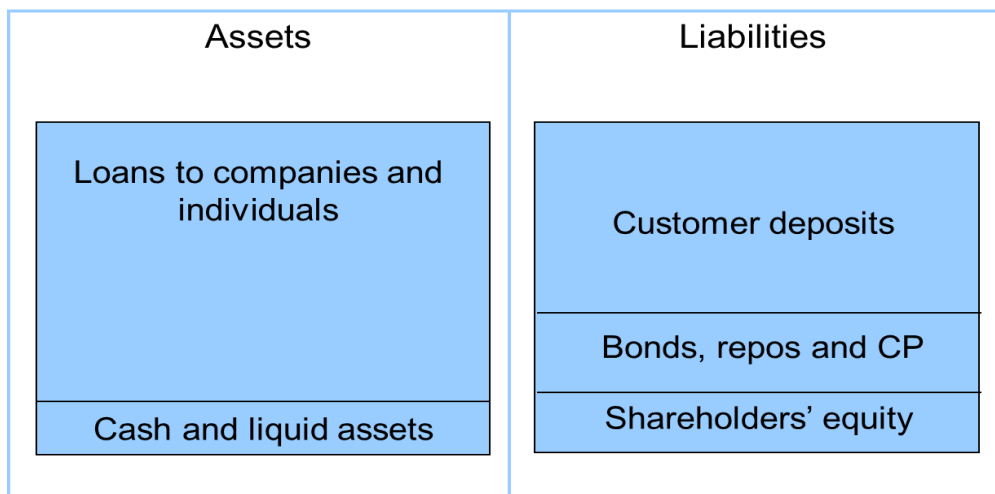 Assets
Loans to companies and
individuals
Cash and liquid assets
Liabilities
Customer deposits
Bonds, repos and CP
Shareholders’ equity